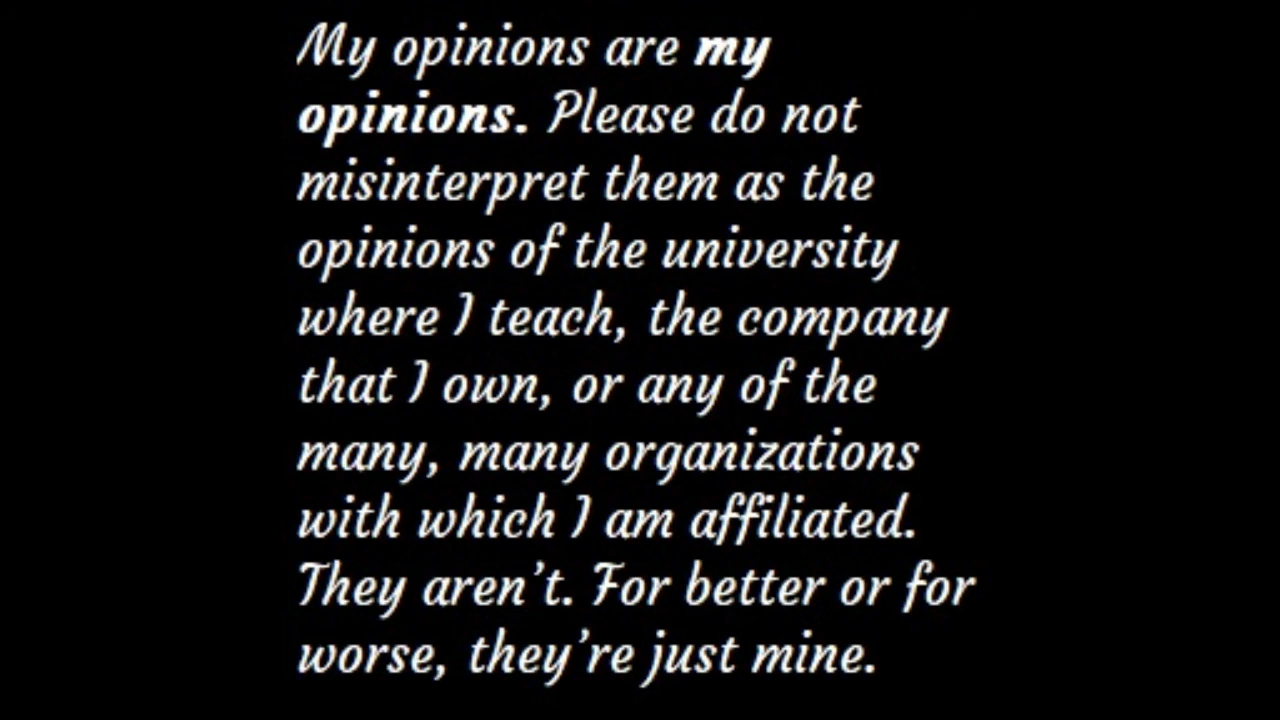 My opinions are my
opinions. Please do not
misinterpret them as the
opinions of the university
where I teach, the company
that I own, or any of the
many, many organizations
with which I am affiliated.
They aren’t. For better or for
worse, they’re just mine.